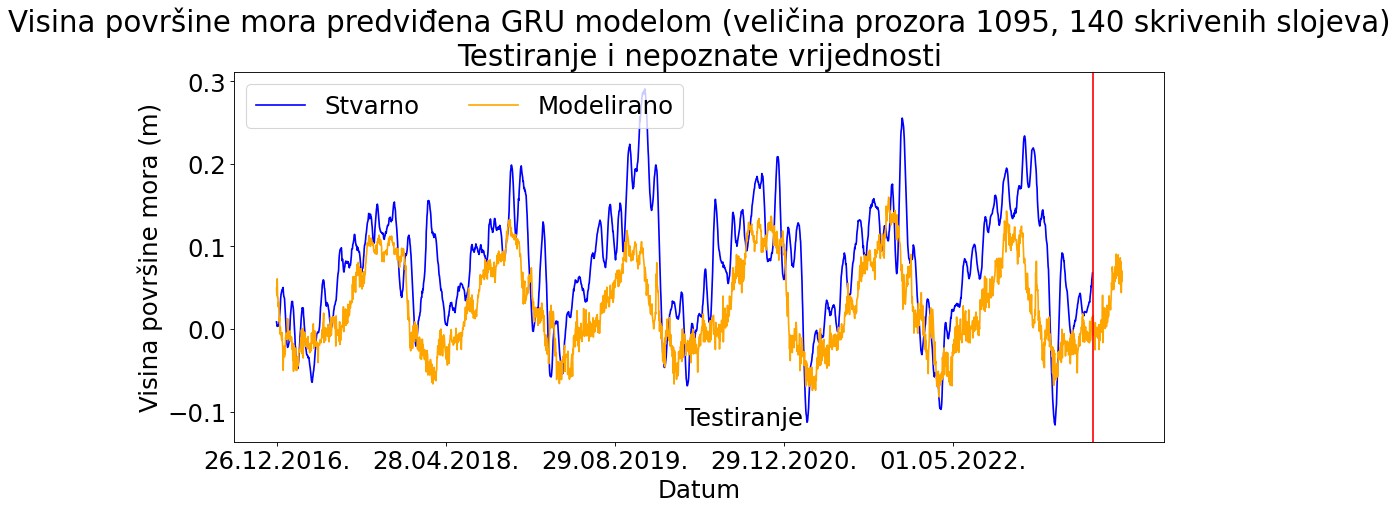 Visina površine mora predviđena GRU modelom (veličina prozora 1095, 140 skrivenih slojeva)
Testiranje i nepoznate vrijednosti
Stvarno
Modelirano
Visina površine mora (m)
0.3
0.2
0.1
0.0
−0.1
Testiranje
26.12.2016.
28.04.2018.
29.08.2019.
29.12.2020.
01.05.2022.
Datum